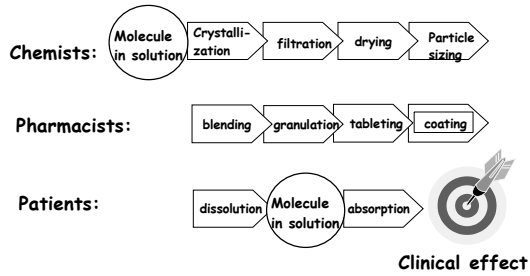 Chemists:
Molecule
in solution
Crystalli-
zation
filtration
drying
Particle
sizing
Pharmacists:
blending
granulation
tableting
coating
Patients:
dissolution
Molecule
in solution
absorption
Clinical effect